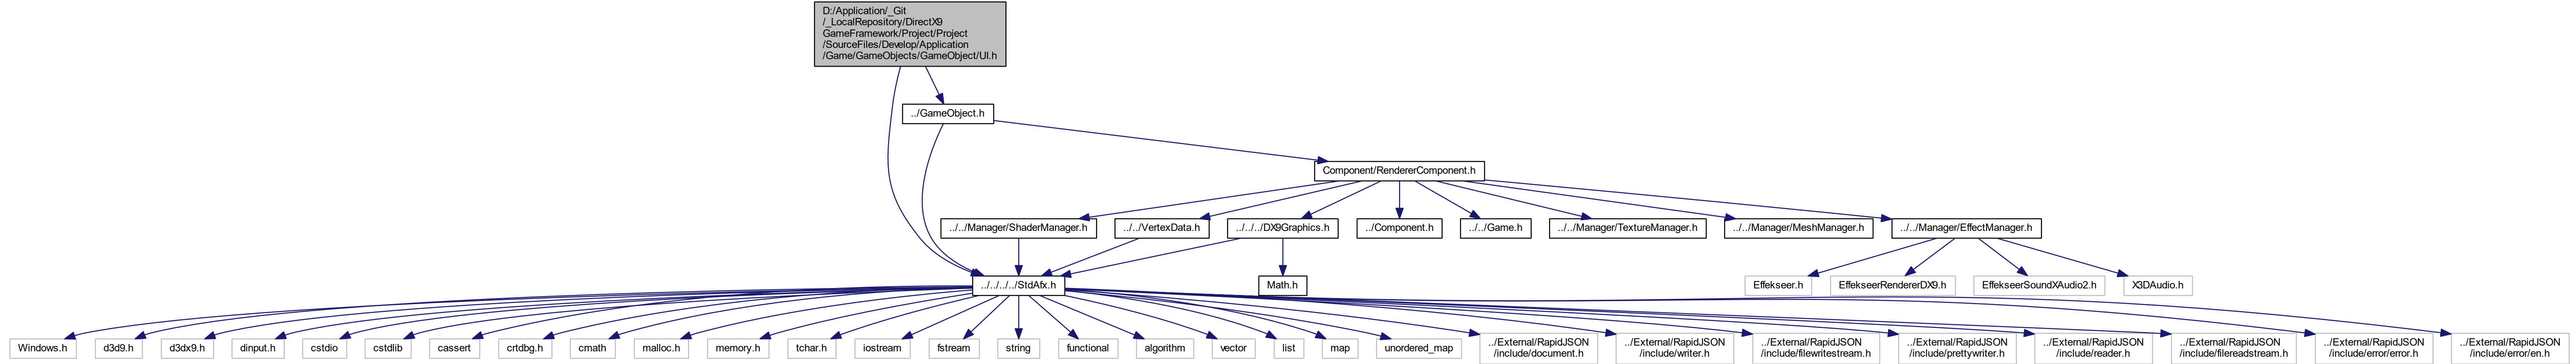 D:/Application/_Git
/_LocalRepository/DirectX9
GameFramework/Project/Project
/SourceFiles/Develop/Application
/Game/GameObjects/GameObject/UI.h
../GameObject.h
Component/RendererComponent.h
../../Manager/ShaderManager.h
../../VertexData.h
../../../DX9Graphics.h
../Component.h
../../Game.h
../../Manager/TextureManager.h
../../Manager/MeshManager.h
../../Manager/EffectManager.h
../../../../StdAfx.h
Math.h
Effekseer.h
EffekseerRendererDX9.h
EffekseerSoundXAudio2.h
X3DAudio.h
Windows.h
d3d9.h
d3dx9.h
dinput.h
cstdio
cstdlib
cassert
crtdbg.h
cmath
malloc.h
memory.h
tchar.h
iostream
fstream
string
functional
algorithm
vector
list
map
unordered_map
../External/RapidJSON
/include/document.h
../External/RapidJSON
/include/writer.h
../External/RapidJSON
/include/filewritestream.h
../External/RapidJSON
/include/prettywriter.h
../External/RapidJSON
/include/reader.h
../External/RapidJSON
/include/filereadstream.h
../External/RapidJSON
/include/error/error.h
../External/RapidJSON
/include/error/en.h